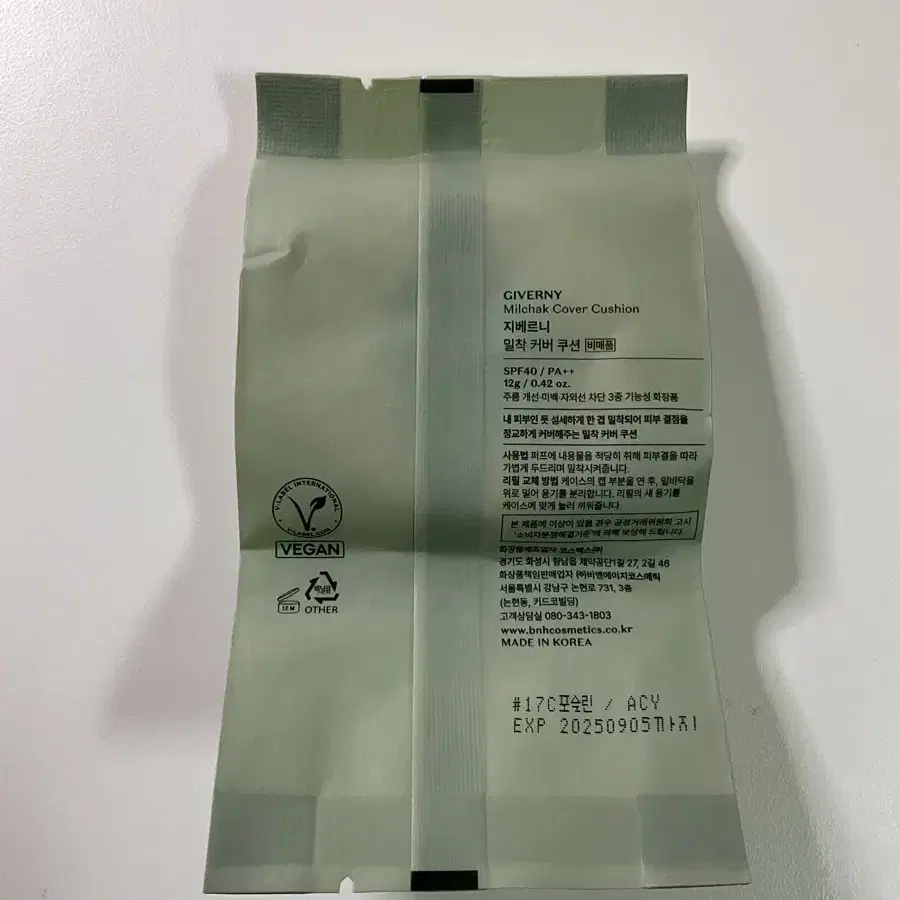 GIVERNY
Milchak Cover Cushion
지베르니
밀착 커버 쿠션 비매품
SPF40 / PA++
12g / 0.42 oz.
주름 개선·미백·자외선 차단 3중 기능성 화장품
내 피부인 듯 섬세하게 한 겹 밀착되어 피부 결점을
정교하게 커버해주는 밀착 커버 쿠션
사용법 퍼프에 내용물을 적당히 취해 피부결을 따라
가볍게 두드리며 밀착시켜줍니다.
리필 교체 방법 케이스의 캡 부분을 연 후, 밑바닥을
위로 밀어 용기를 분리합니다. 리필의 새 용기를
케이스에 맞게 눌러 끼워줍니다.
본 제품에 이상이 있을 경우 공정거래위원회 고시
'소비자분쟁해결기준'에 의해 보상해 드립니다.
화장품제조업자 코스맥스㈜
경기도 화성시 향남읍 제약공단1길 27, 2길 46
화장품책임판매업자 ㈜비앤에이치코스메틱
서울특별시 강남구 논현로 731, 3층
(논현동, 키드코빌딩)
고객상담실 080-343-1803
www.bnhcosmetics.co.kr
MADE IN KOREA
V-LABEL INTERNATIONAL
V-LABEL.COM
VEGAN
12M
OTHER
#17C포슬린 / ACY
EXP 20250905까지